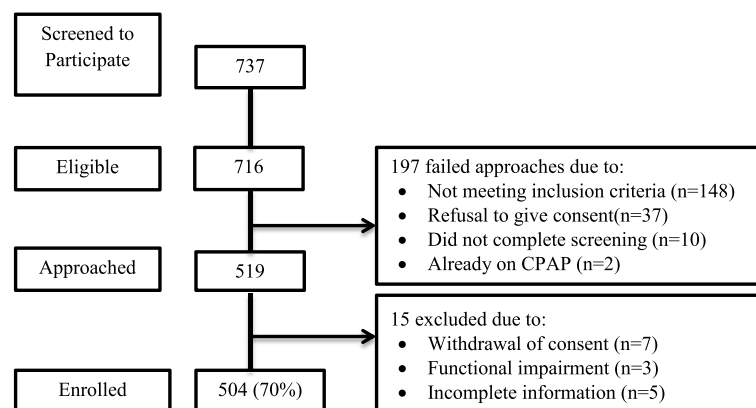 Screened to
Participate
737
Eligible
716
197 failed approaches due to:
• Not meeting inclusion criteria (n=148)
• Refusal to give consent(n=37)
• Did not complete screening (n=10)
• Already on CPAP (n=2)
Approached
519
15 excluded due to:
• Withdrawal of consent (n=7)
• Functional impairment (n=3)
• Incomplete information (n=5)
Enrolled
504 (70%)